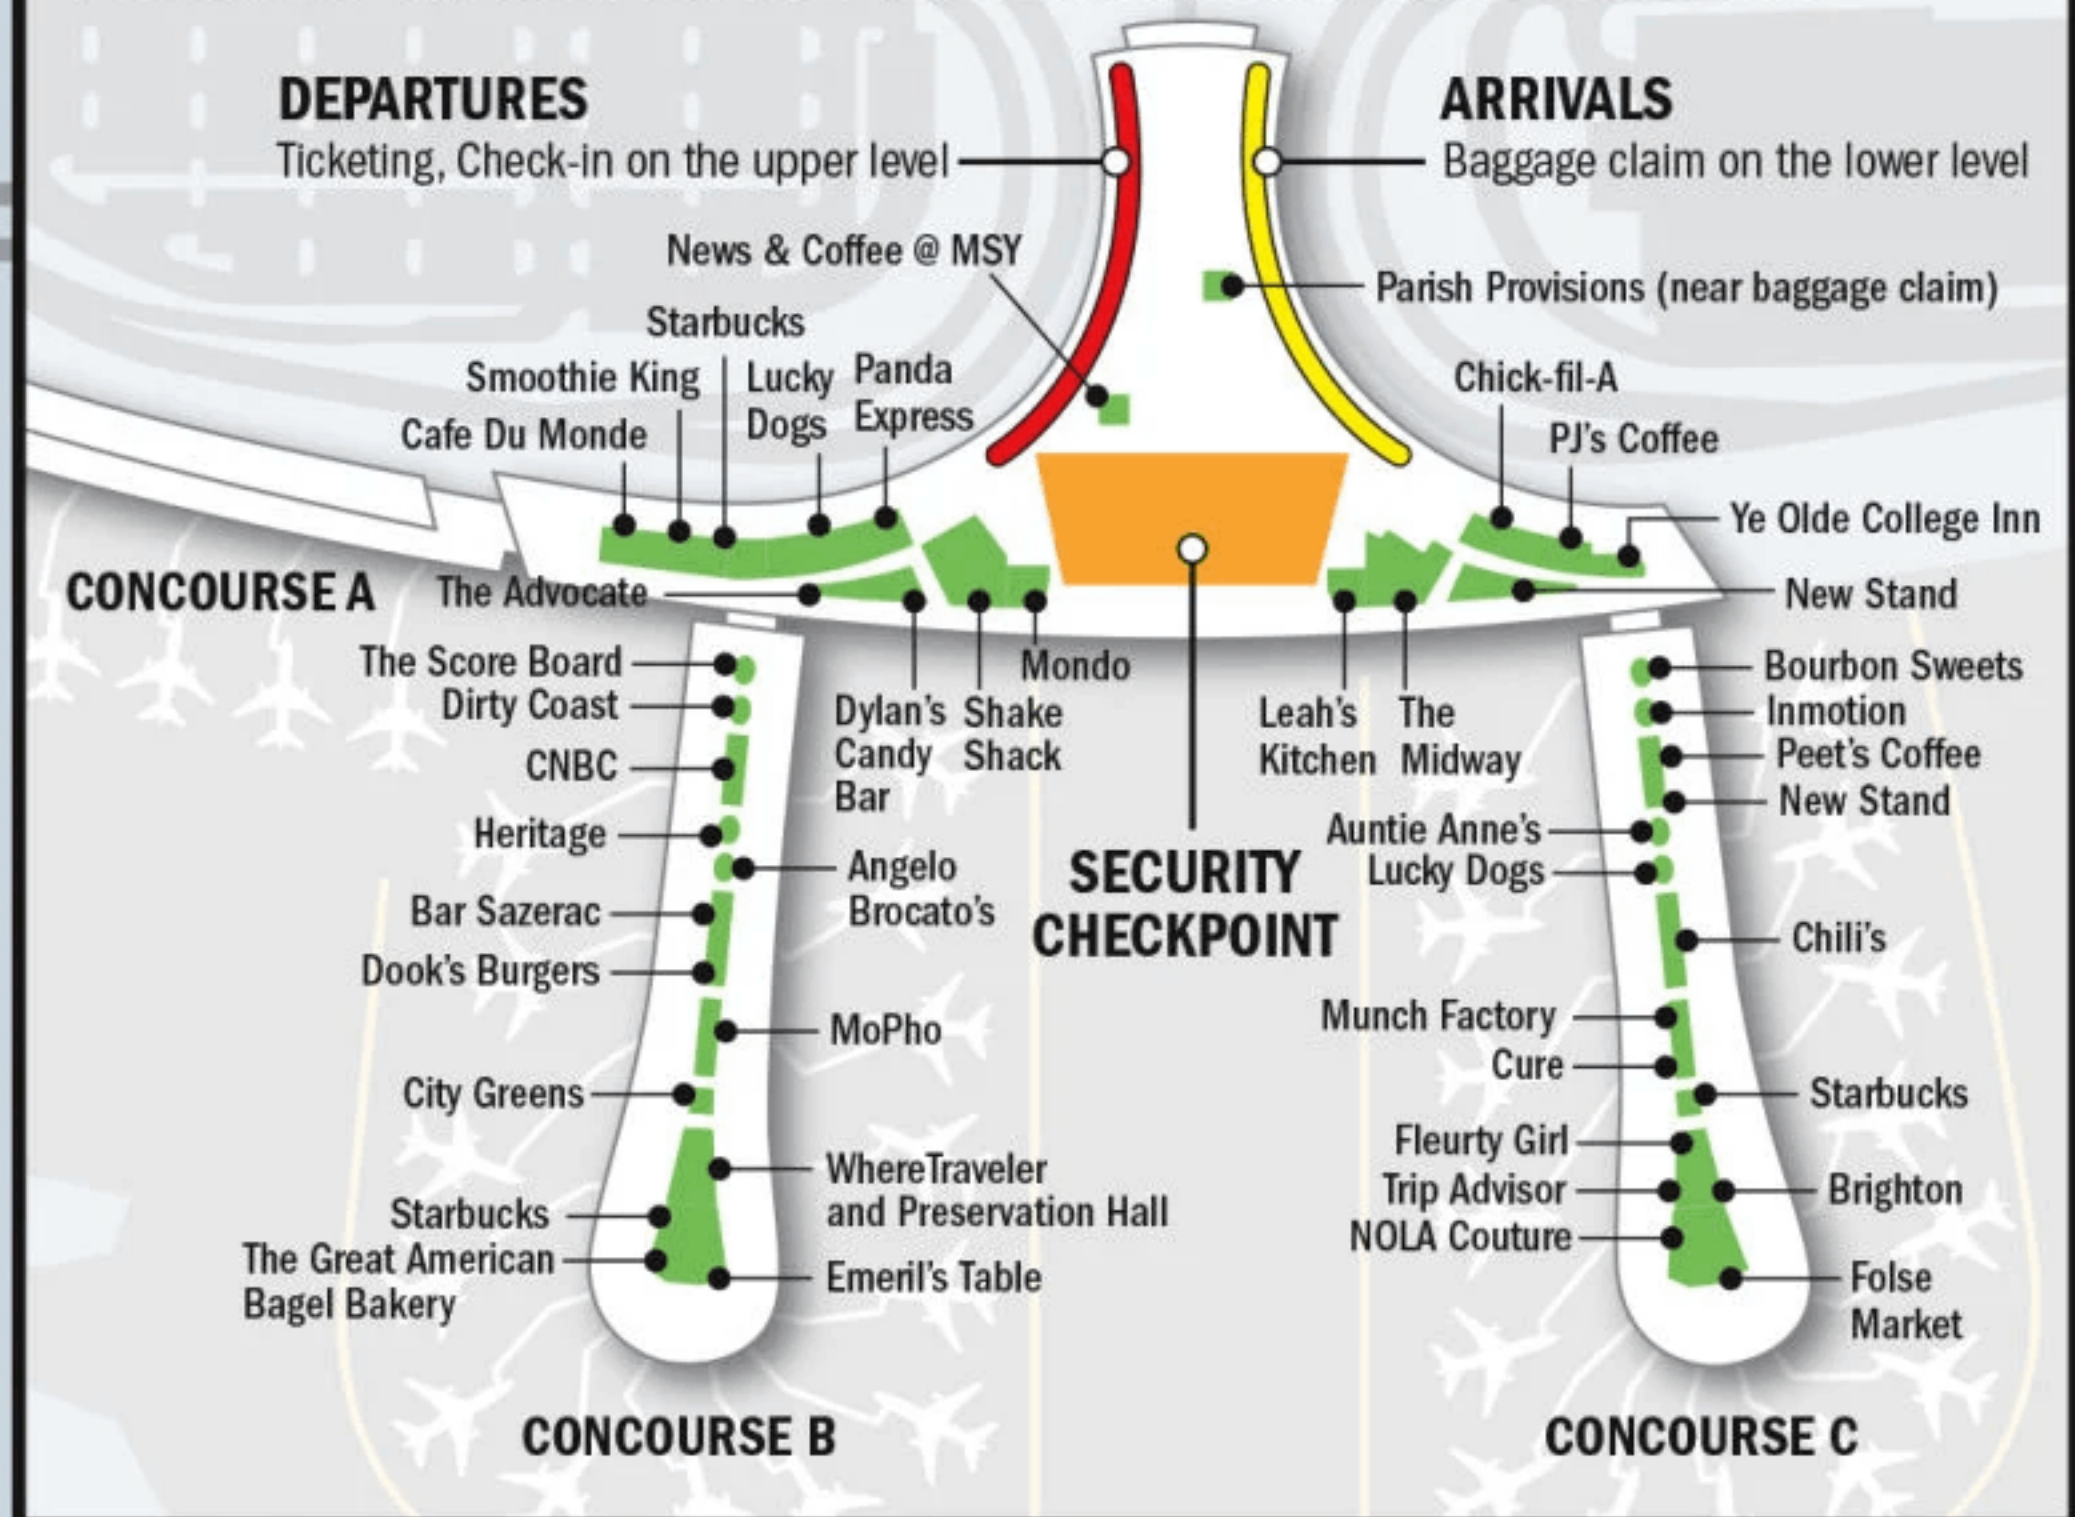 DEPARTURES
Ticketing, Check-in on the upper level
ARRIVALS
Baggage claim on the lower level
News & Coffee @ MSY
Parish Provisions (near baggage claim)
Starbucks
Smoothie King
Cafe Du Monde
Lucky
Dogs
Panda
Express
Chick-fil-A
PJ's Coffee
Ye Olde College Inn
CONCOURSE A
The Advocate
New Stand
The Score Board
Dirty Coast
CNBC
Heritage
Bar Sazerac
Dook's Burgers
City Greens
Starbucks
The Great American
Bagel Bakery
Mondo
Dylan's
Candy
Bar
Shake
Shack
Angelo
Brocato's
MoPho
WhereTraveler
and Preservation Hall
Emeril's Table
CONCOURSE B
SECURITY
CHECKPOINT
Leah's
Kitchen
The
Midway
Auntie Anne's
Lucky Dogs
Munch Factory
Cure
Fleurty Girl
Trip Advisor
NOLA Couture
Bourbon Sweets
Inmotion
Peet's Coffee
New Stand
Chili's
Starbucks
Brighton
Folse
Market
CONCOURSE C